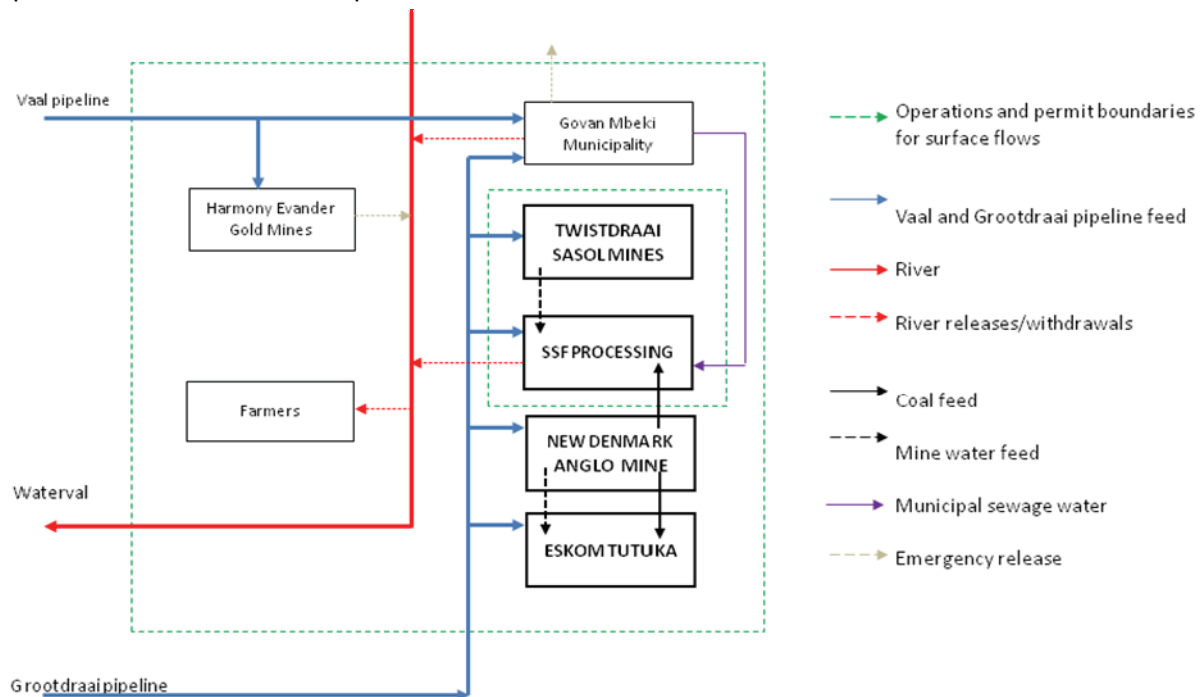 Vaal pipeline
Govan Mbeki
Municipality
Harmony Evander
Gold Mines
TWISTDRAAI
SASOL MINES
SSF PROCESSING
Farmers
NEW DENMARK
ANGLO MINE
Waterval
ESKOM TUTUKA
Grootdraai pipeline
Operations and permit boundaries
for surface flows
Vaal and Grootdraai pipeline feed
River
River releases/withdrawals
Coal feed
Mine water feed
Municipal sewage water
Emergency release